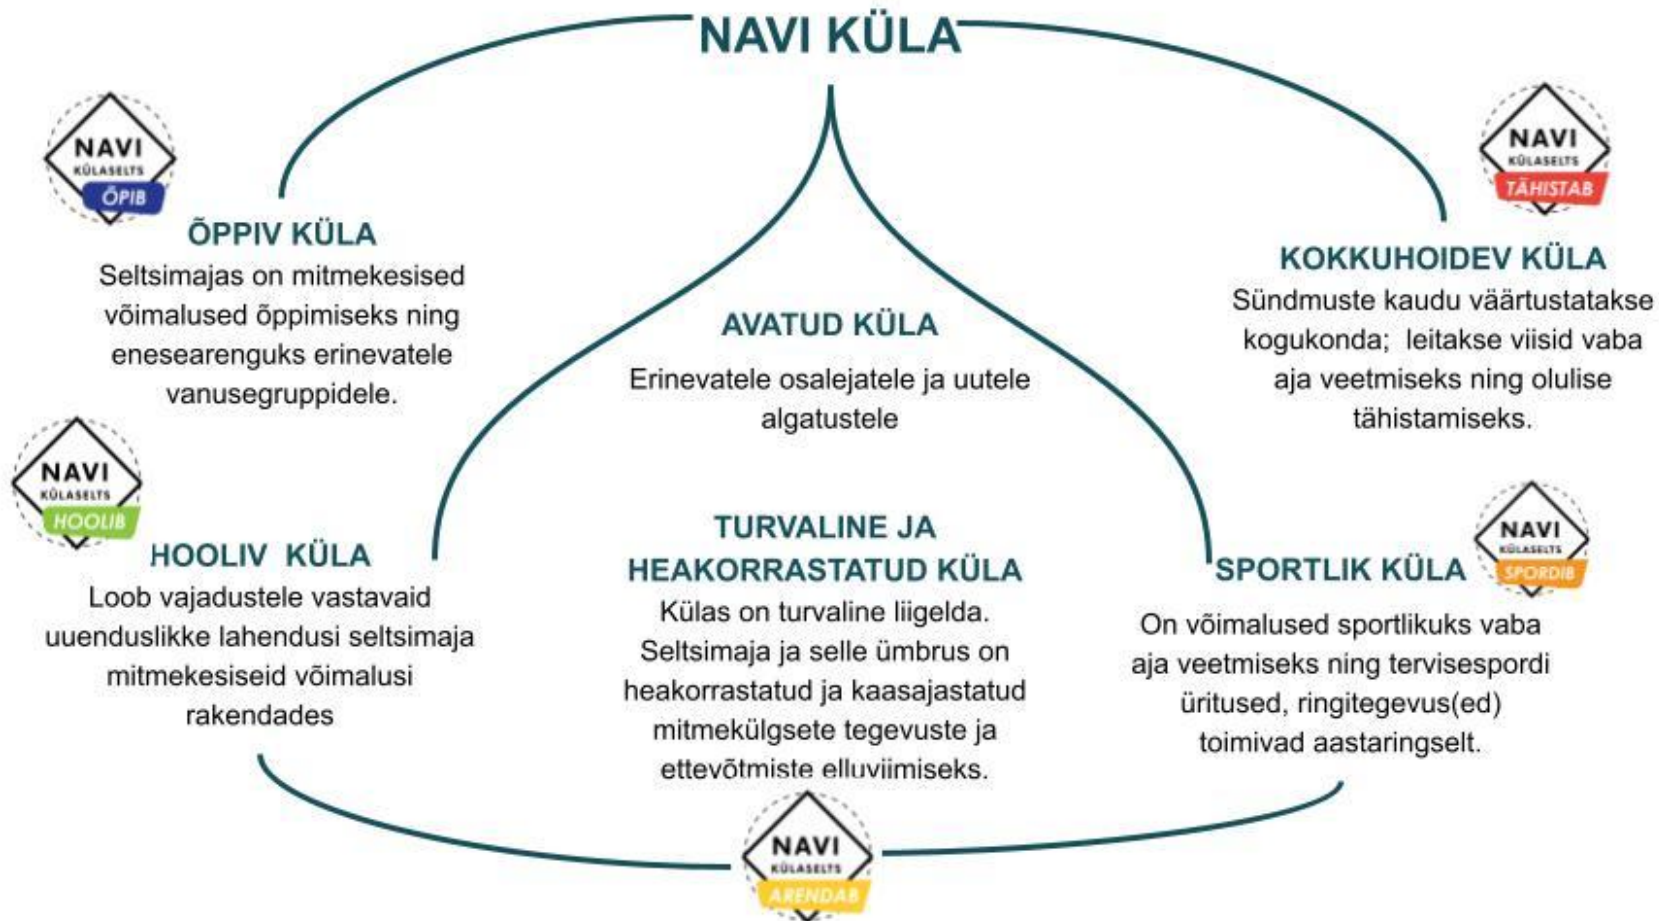 NAVI KÜLA
NAVI
KÜLASELTS
ÕPIB
ÕPPIV KÜLA
Seltsimajas on mitmekesised
võimalused õppimiseks ning
enesearenguks erinevatele
vanusegruppidele.
AVATUD KÜLA
Erinevatele osalejatele ja uutele
algatustele
NAVI
KÜLASELTS
TÄHISTAB
KOKKUHOIDEV KÜLA
Sündmuste kaudu väärtustatakse
kogukonda; leitakse viisid vaba
aja veetmiseks ning olulise
tähistamiseks.
NAVI
KÜLASELTS
HOOLIB
HOOLIV KÜLA
Loob vajadustele vastavaid
uuenduslikke lahendusi seltsimaja
mitmekesiseid võimalusi
rakendades
TURVALINE JA
HEAKORRASTATUD KÜLA
Külas on turvaline liigelda.
Seltsimaja ja selle ümbrus on
heakorrastatud ja kaasajastatud
mitmekülgsete tegevuste ja
ettevõtmiste elluviimiseks.
NAVI
KÜLASELTS
SPORDIB
SPORTLIK KÜLA
On võimalused sportlikuks vaba
aja veetmiseks ning tervisespordi
üritused, ringitegevus(ed)
toimivad aastaringselt.
NAVI
KÜLASELTS
ARENDAB